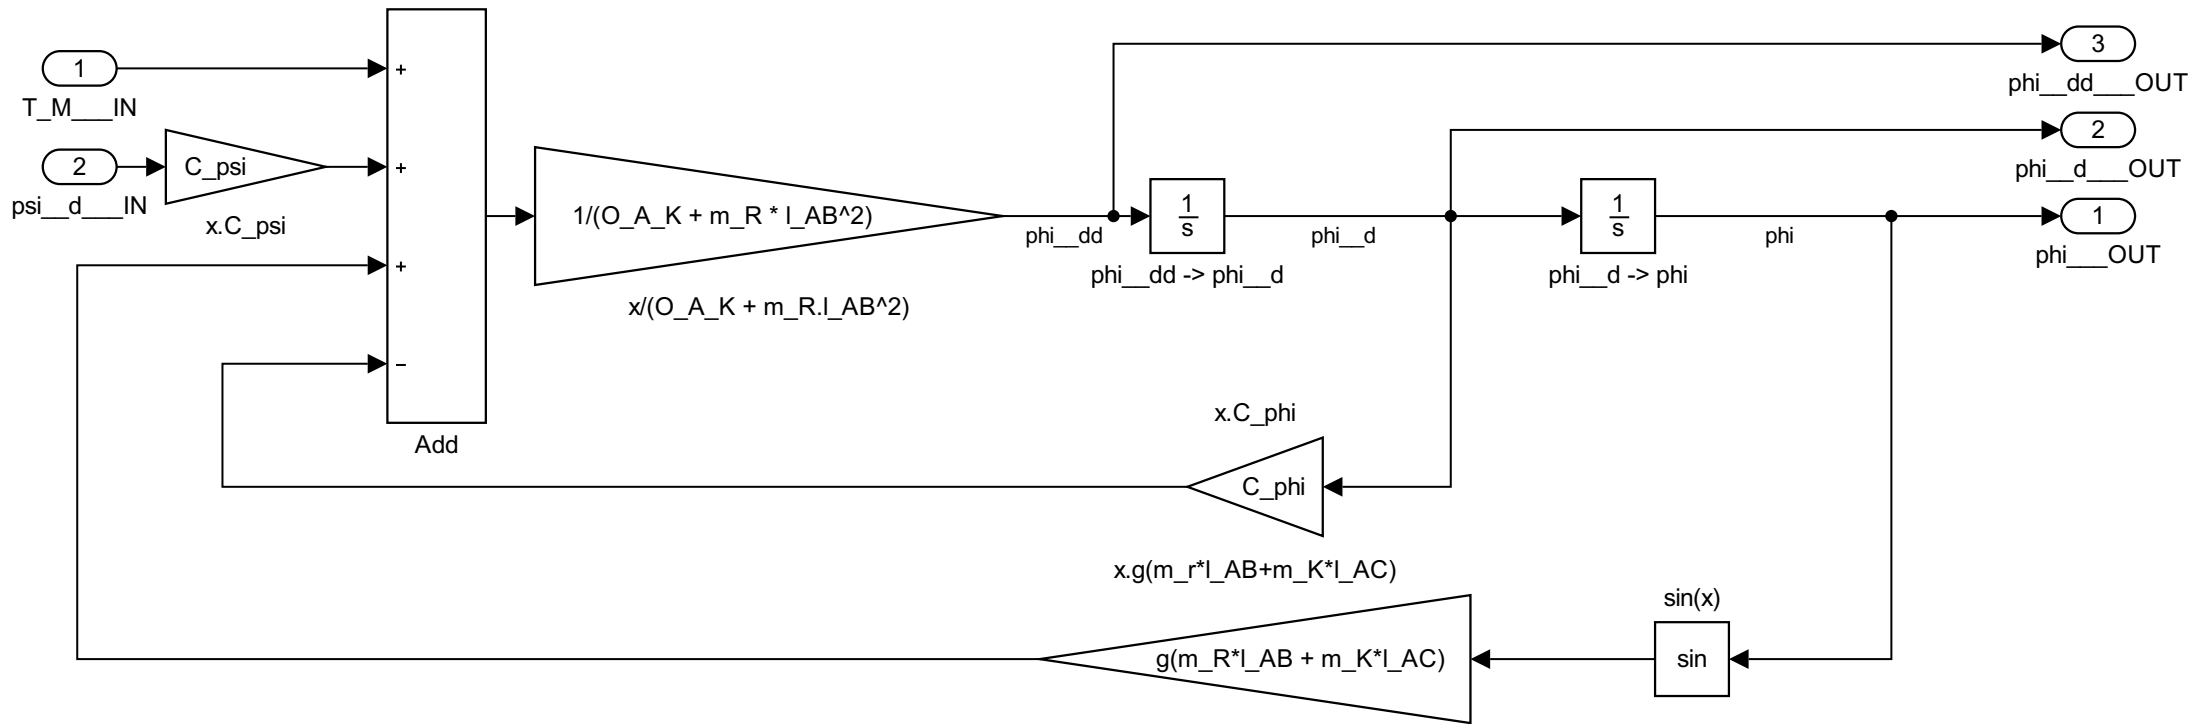 3
phi__dd___OUT
1
T_M___IN
+
2
phi__d___OUT
2
psi__d___IN
C_psi
x.C_psi
+
1/(O_A_K + m_R * l_AB^2)
x/(O_A_K + m_R.l_AB^2)
phi__dd
1
s
phi__dd -> phi__d
phi__d
1
s
phi__d -> phi
phi
1
phi___OUT
+
−
Add
x.C_phi
C_phi
x.g(m_r*l_AB+m_K*l_AC)
g(m_R*l_AB + m_K*l_AC)
sin(x)
sin